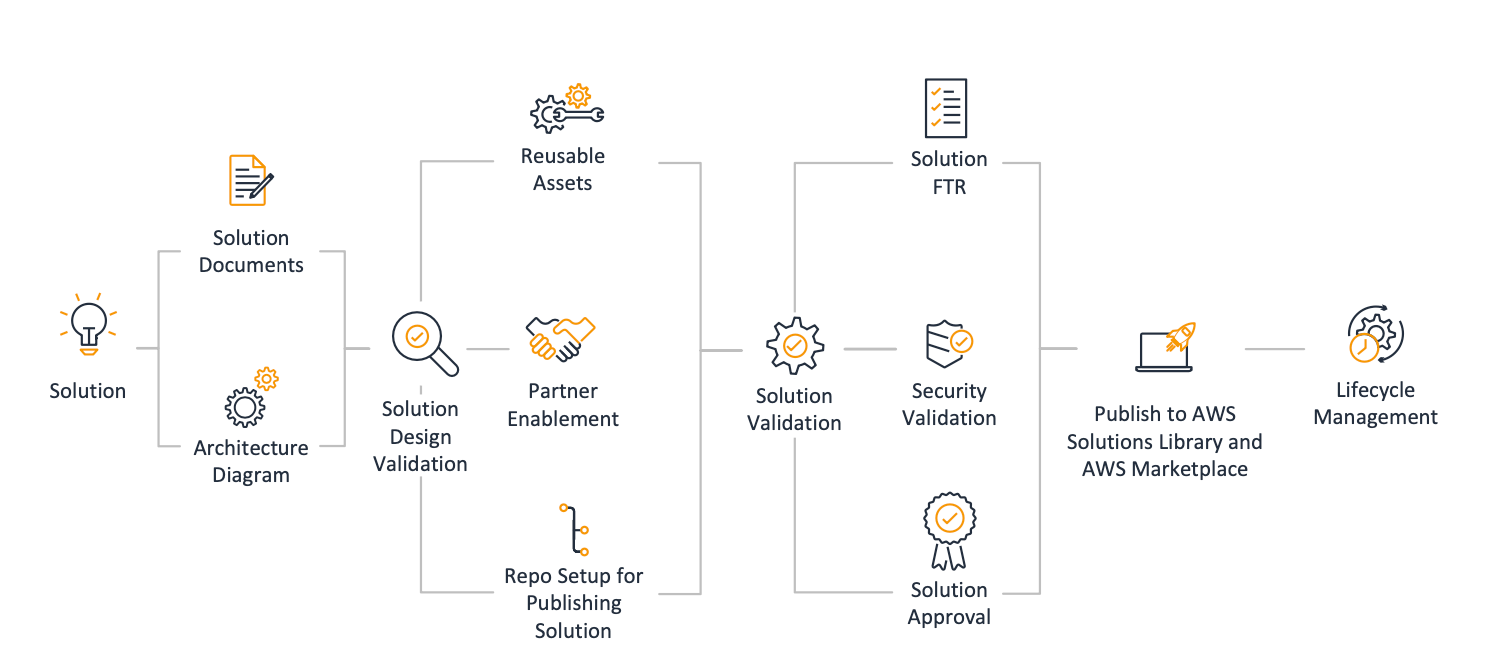 Solution
Solution
Documents
Architecture
Diagram
Solution
Design
Validation
Reusable
Assets
Partner
Enablement
Repo Setup for
Publishing
Solution
Solution
Validation
Solution
FTR
Security
Validation
Solution
Approval
Publish to AWS
Solutions Library and
AWS Marketplace
Lifecycle
Management